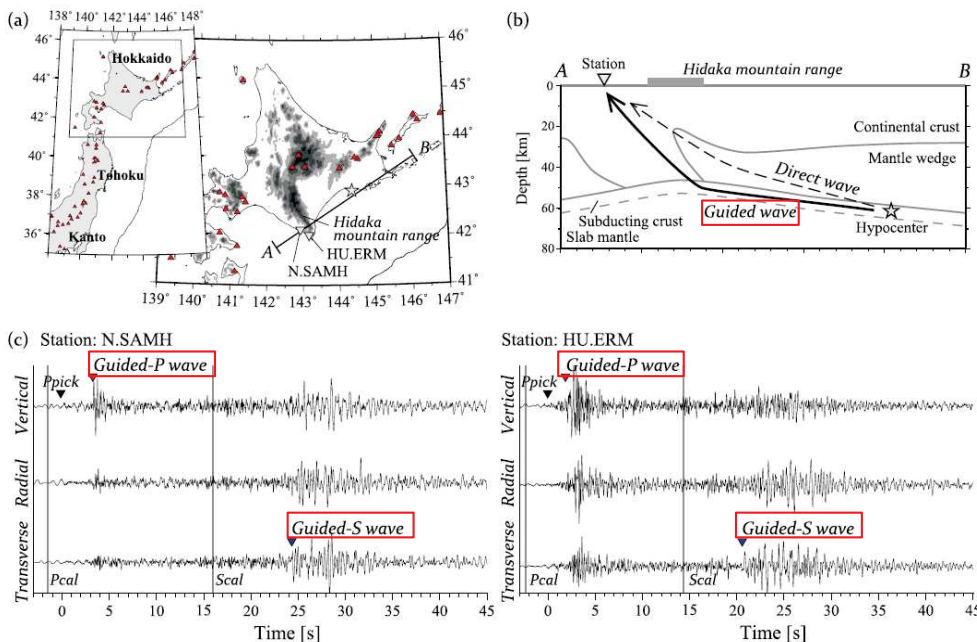 (a)
142° 144° 146° 148°
46°
44°
42°
40°
38°
36°
Hokkaido
Tohoku
Kanto
46°
45°
44°
43°
42°
41°
139° 140° 141° 142° 143° 144° 145° 146° 147°
A
B
Hidaka
mountain range
HU.ERM
N.SAMH
(b)
A
Station
Hidaka mountain range
B
Depth [km]
0
20
40
60
80
Continental crust
Mantle wedge
Direct wave
Guided wave
Hypocenter
Subducting crust
Slab mantle
(c) Station: N.SAMH
Guided-P wave
Ppick
Vertical
Radial
Transverse
Guided-S wave
Pcal
Scal
0 5 10 15 20 25 30 35 40 45
Time [s]
Station: HU.ERM
Guided-P wave
Ppick
Vertical
Radial
Transverse
Guided-S wave
Pcal
Scal
0 5 10 15 20 25 30 35 40 45
Time [s]